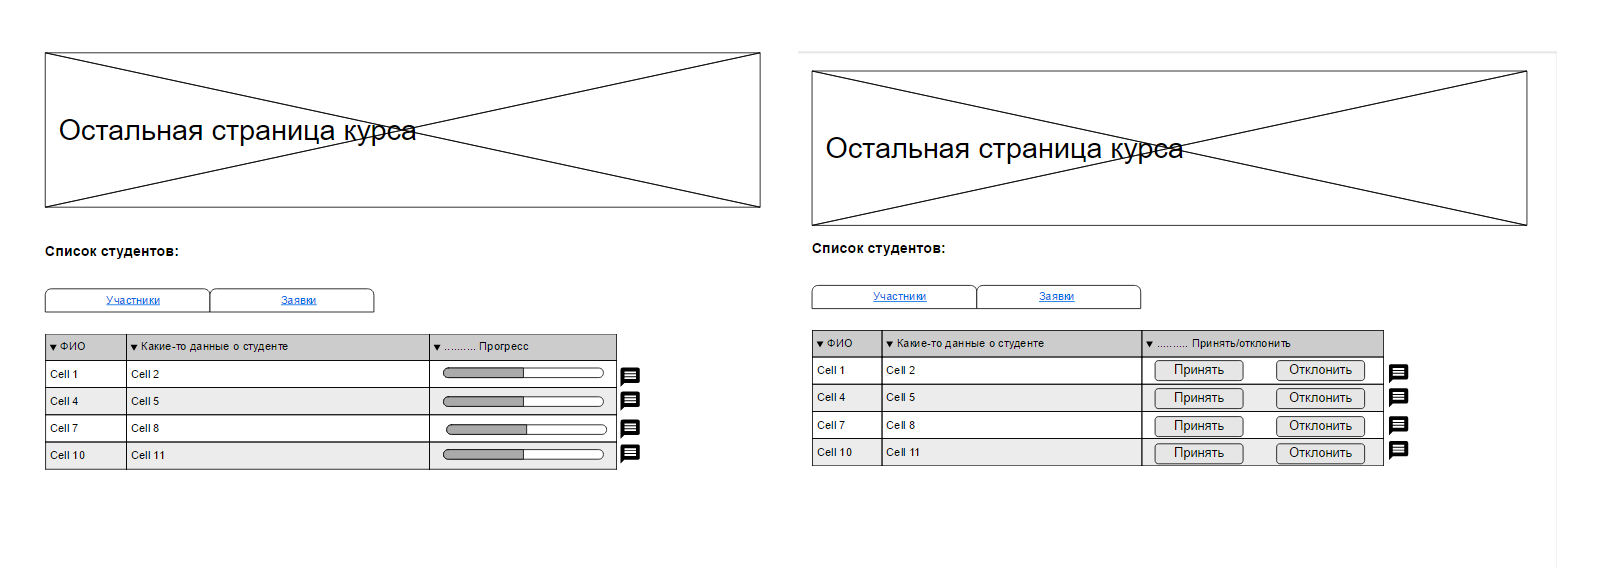 Остальная страница курса
Список студентов:
Участники Заявки
▼ ФИО ▼ Какие-то данные о студенте ▼ .......... Прогресс
Cell 1 Cell 2
Cell 4 Cell 5
Cell 7 Cell 8
Cell 10 Cell 11
Остальная страница курса
Список студентов:
Участники Заявки
▼ ФИО ▼ Какие-то данные о студенте ▼ .......... Принять/отклонить
Cell 1 Cell 2 Принять Отклонить
Cell 4 Cell 5 Принять Отклонить
Cell 7 Cell 8 Принять Отклонить
Cell 10 Cell 11 Принять Отклонить